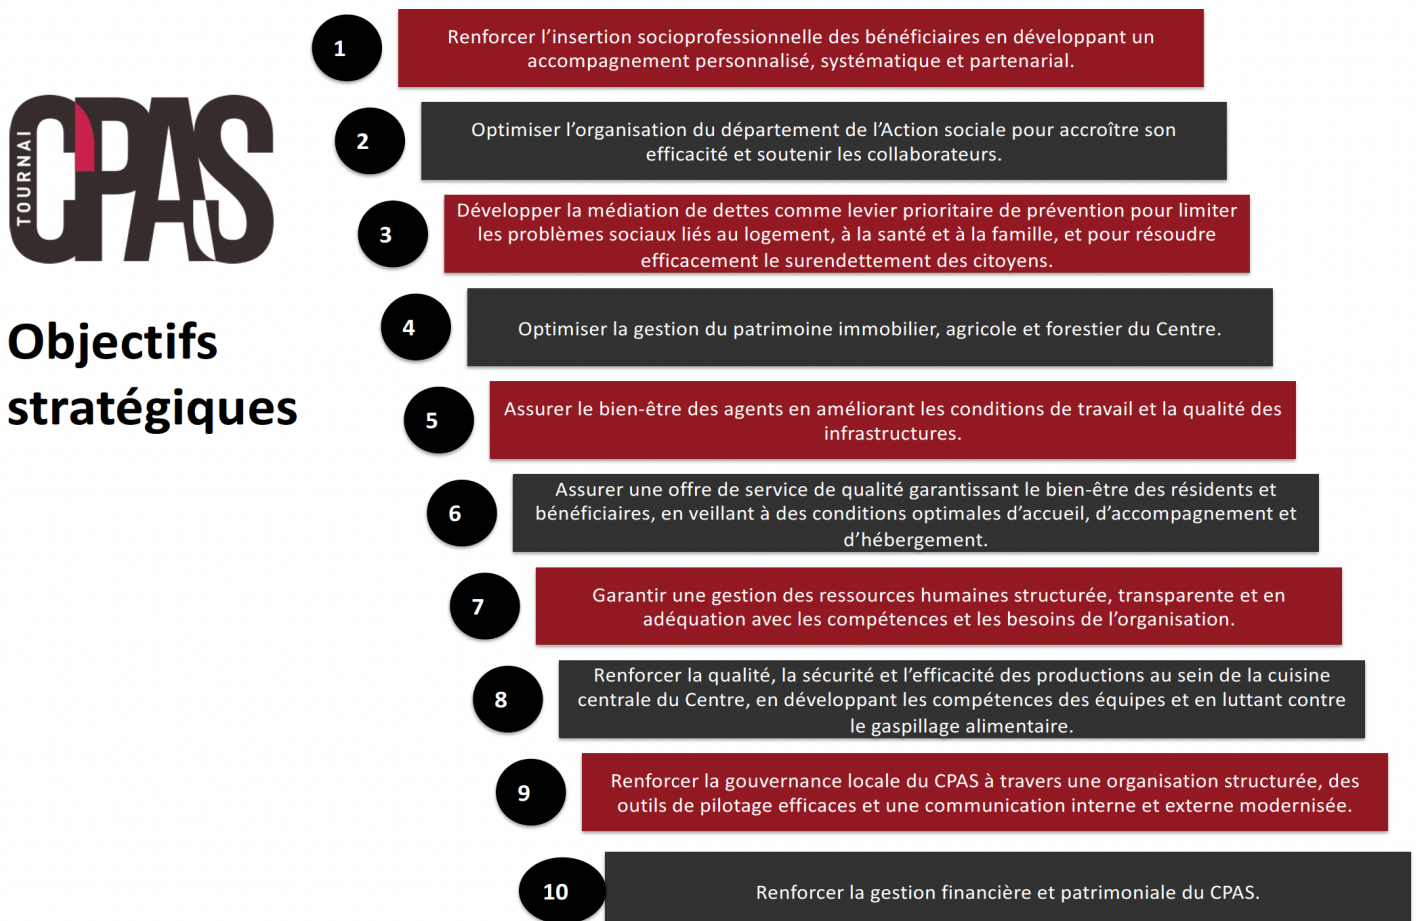 TOURNAI
CPAS
Objectifs
stratégiques
1
Renforcer l’insertion socioprofessionnelle des bénéficiaires en développant un
accompagnement personnalisé, systématique et partenarial.
2
Optimiser l’organisation du département de l’Action sociale pour accroître son
efficacité et soutenir les collaborateurs.
3
Développer la médiation de dettes comme levier prioritaire de prévention pour limiter
les problèmes sociaux liés au logement, à la santé et à la famille, et pour résoudre
efficacement le surendettement des citoyens.
4
Optimiser la gestion du patrimoine immobilier, agricole et forestier du Centre.
5
Assurer le bien-être des agents en améliorant les conditions de travail et la qualité des
infrastructures.
6
Assurer une offre de service de qualité garantissant le bien-être des résidents et
bénéficiaires, en veillant à des conditions optimales d’accueil, d’accompagnement et
d’hébergement.
7
Garantir une gestion des ressources humaines structurée, transparente et en
adéquation avec les compétences et les besoins de l’organisation.
8
Renforcer la qualité, la sécurité et l’efficacité des productions au sein de la cuisine
centrale du Centre, en développant les compétences des équipes et en luttant contre
le gaspillage alimentaire.
9
Renforcer la gouvernance locale du CPAS à travers une organisation structurée, des
outils de pilotage efficaces et une communication interne et externe modernisée.
10
Renforcer la gestion financière et patrimoniale du CPAS.